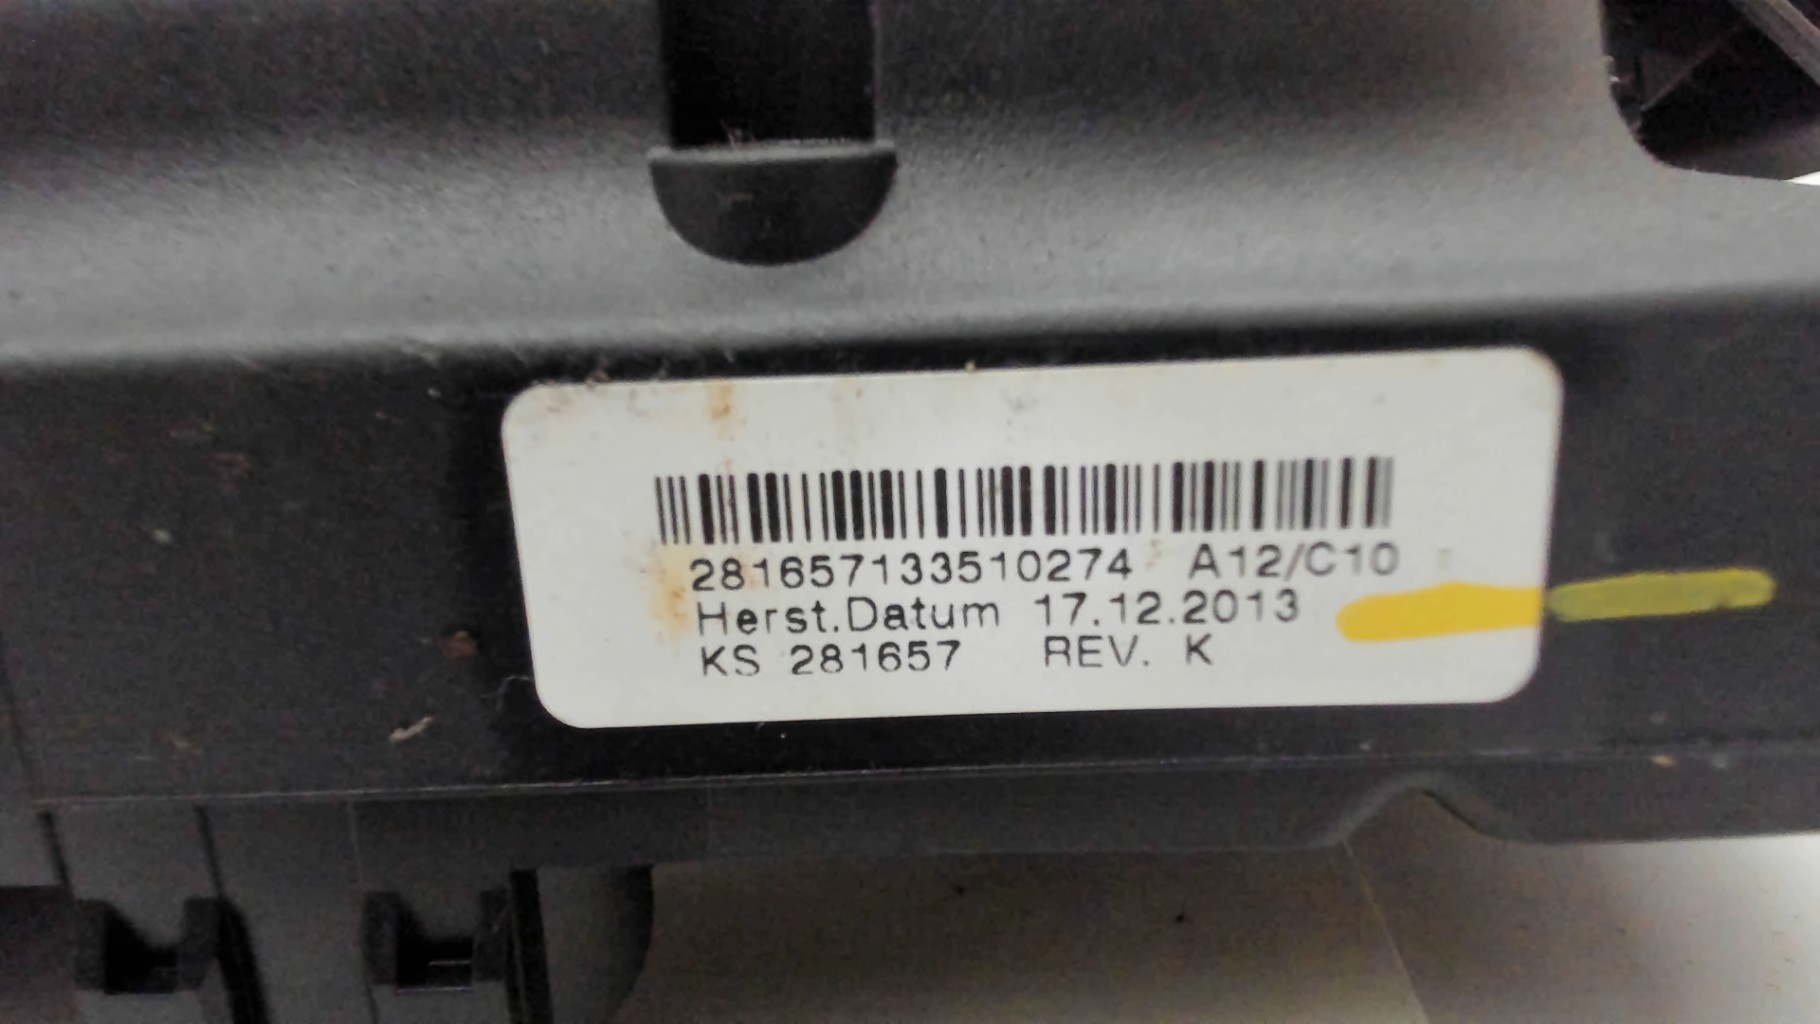 281657133510274 A12/C10
Herst.Datum 17.12.2013
KS 281657 REV. K